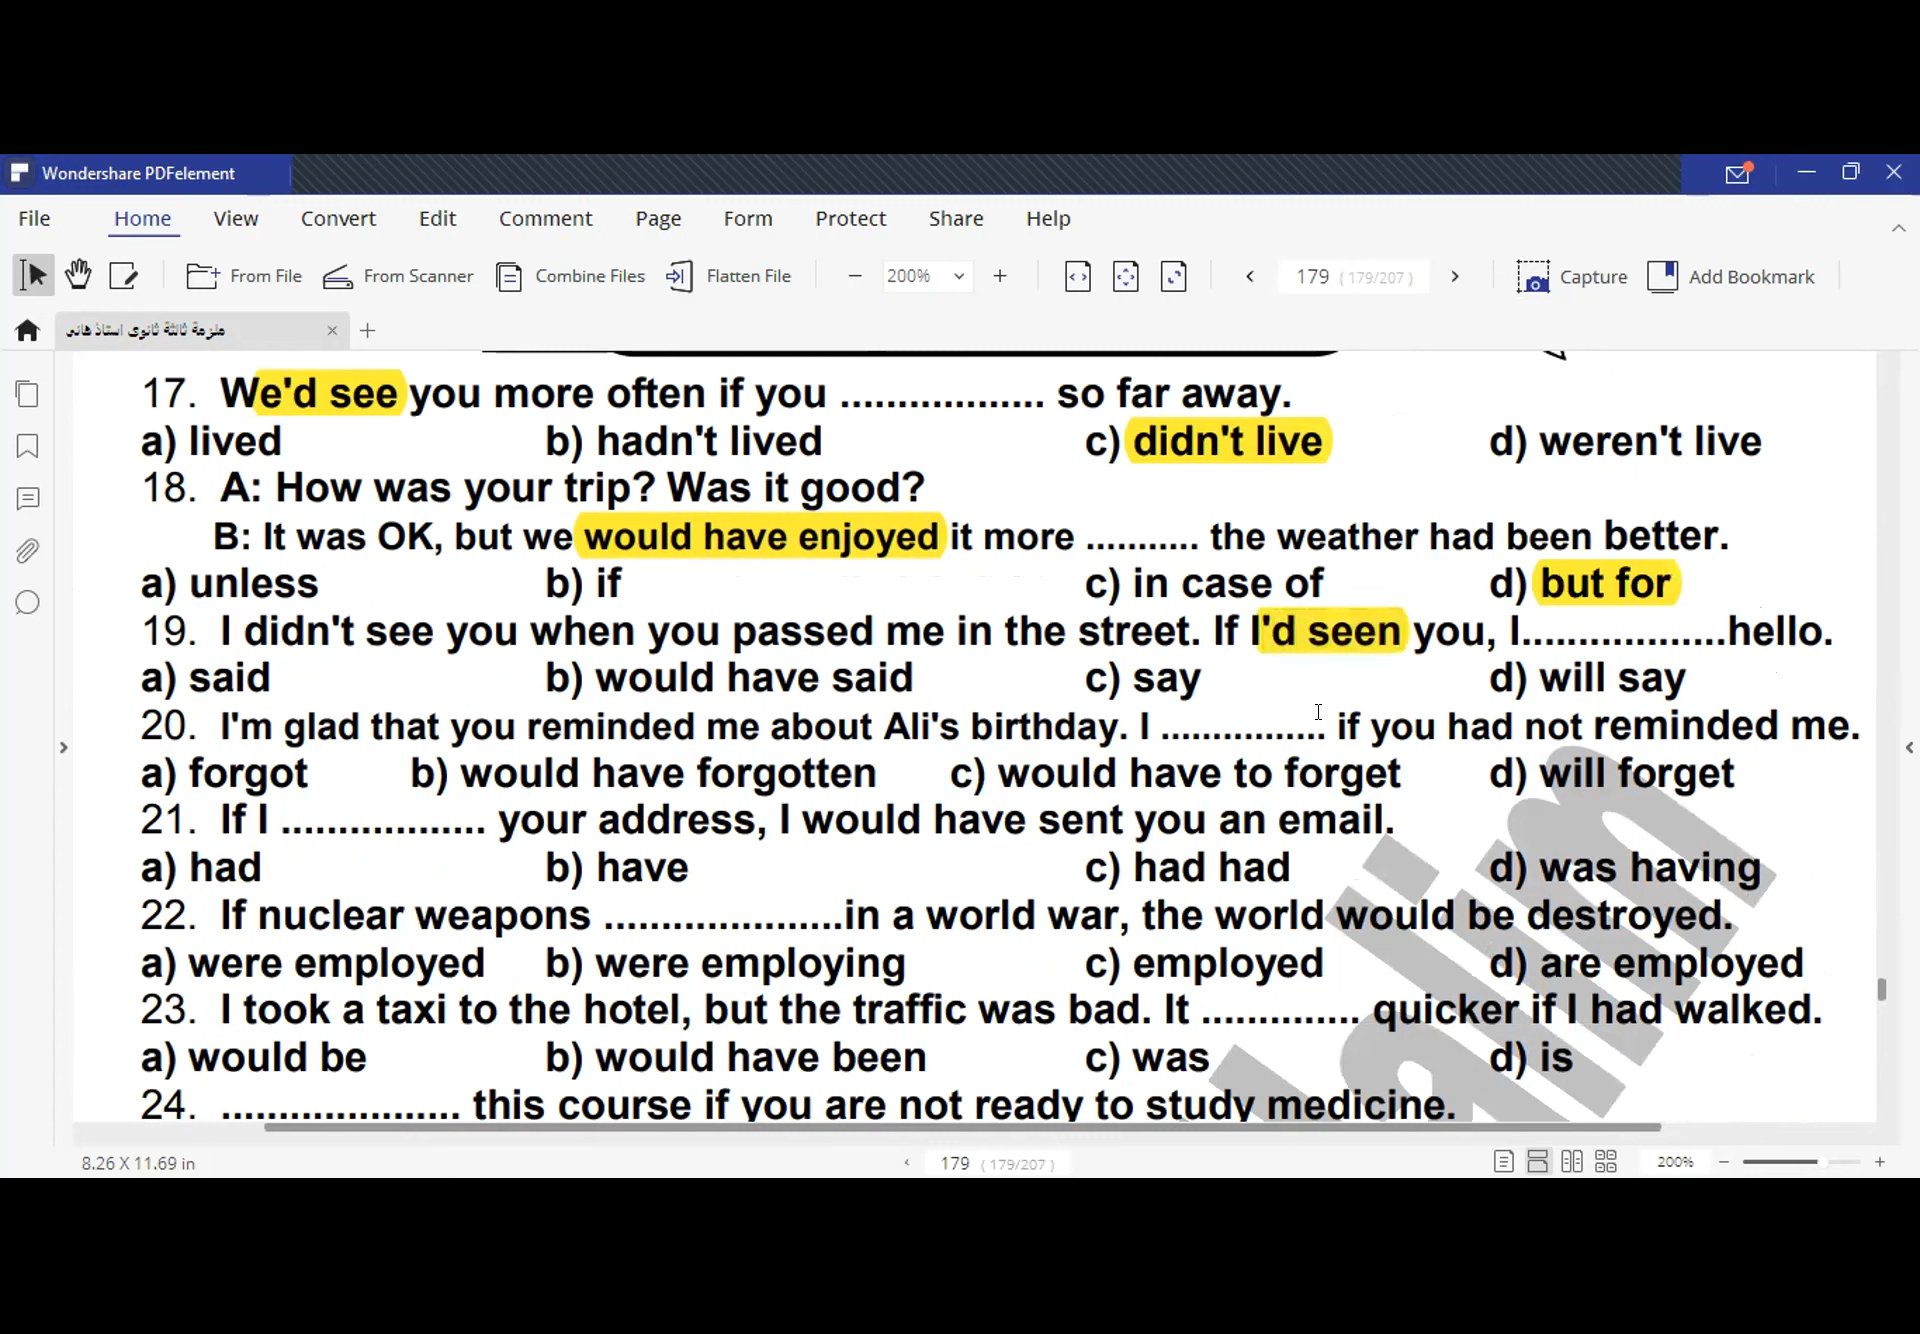 Wondershare PDFelement
File Home View Convert Edit Comment Page Form Protect Share Help
From File From Scanner Combine Files Flatten File 200% 179 (179/207) Capture Add Bookmark
ملزمة ثالثة ثانوى استاذ هانى
17. We'd see you more often if you .................. so far away.
a) lived b) hadn't lived c) didn't live d) weren't live
18. A: How was your trip? Was it good?
B: It was OK, but we would have enjoyed it more .......... the weather had been better.
a) unless b) if c) in case of d) but for
19. I didn't see you when you passed me in the street. If I'd seen you, I..................hello.
a) said b) would have said c) say d) will say
20. I'm glad that you reminded me about Ali's birthday. I ............... if you had not reminded me.
a) forgot b) would have forgotten c) would have to forget d) will forget
21. If I .................. your address, I would have sent you an email.
a) had b) have c) had had d) was having
22. If nuclear weapons .....................in a world war, the world would be destroyed.
a) were employed b) were employing c) employed d) are employed
23. I took a taxi to the hotel, but the traffic was bad. It .............. quicker if I had walked.
a) would be b) would have been c) was d) is
24. ..................... this course if you are not ready to study medicine.
8.26 X 11.69 in 179 (179/207) 200%